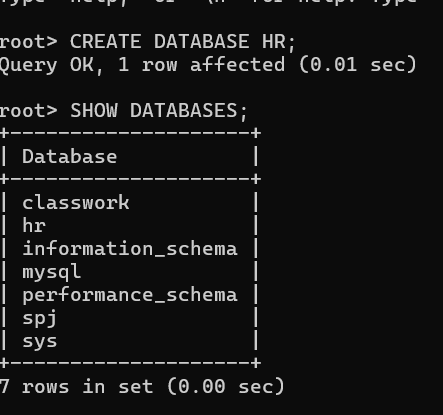 root> CREATE DATABASE HR;
Query OK, 1 row affected (0.01 sec)
root> SHOW DATABASES;
+--------------------+
| Database           |
+--------------------+
| classwork          |
| hr                 |
| information_schema |
| mysql              |
| performance_schema |
| spj                |
| sys                |
+--------------------+
7 rows in set (0.00 sec)